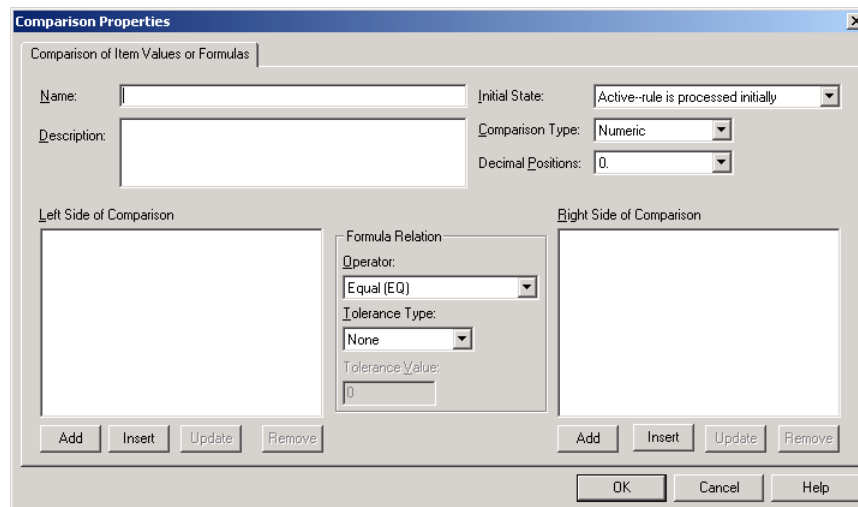 Comparison Properties
Comparison of Item Values or Formulas
Name:
Initial State: Active--rule is processed initially
Description:
Comparison Type: Numeric
Decimal Positions: 0.
Left Side of Comparison
Right Side of Comparison
Formula Relation
Operator:
Equal (EQ)
Tolerance Type:
None
Tolerance Value:
0
Add Insert Update Remove
Add Insert Update Remove
OK Cancel Help